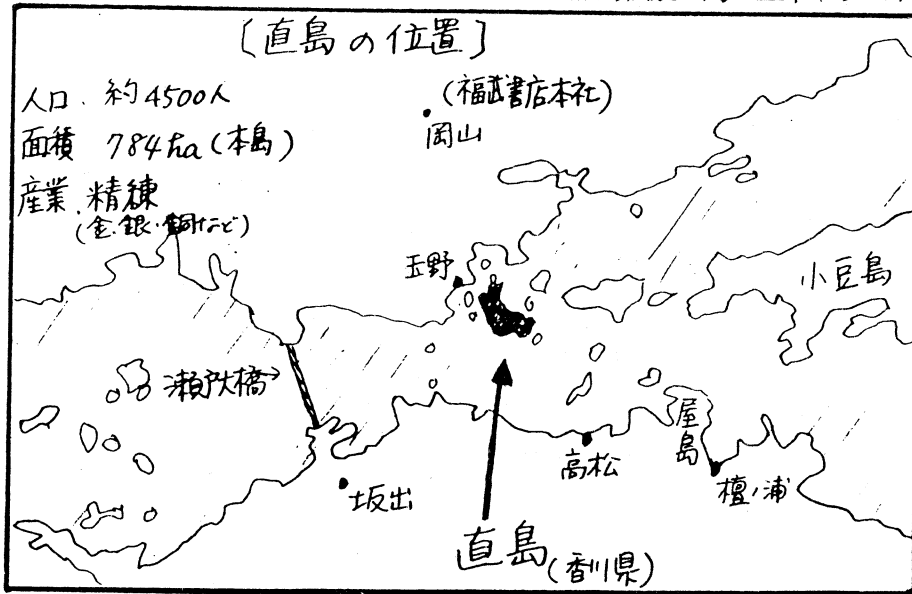 〔直島の位置〕
人口.約4500人
面積 784ha(本島)
産業.精練
(金.銀.銅など)
(福武書店本社)
岡山
玉野
小豆島
瀬戸大橋→
屋島
高松
檀ノ浦
坂出
直島(香川県)